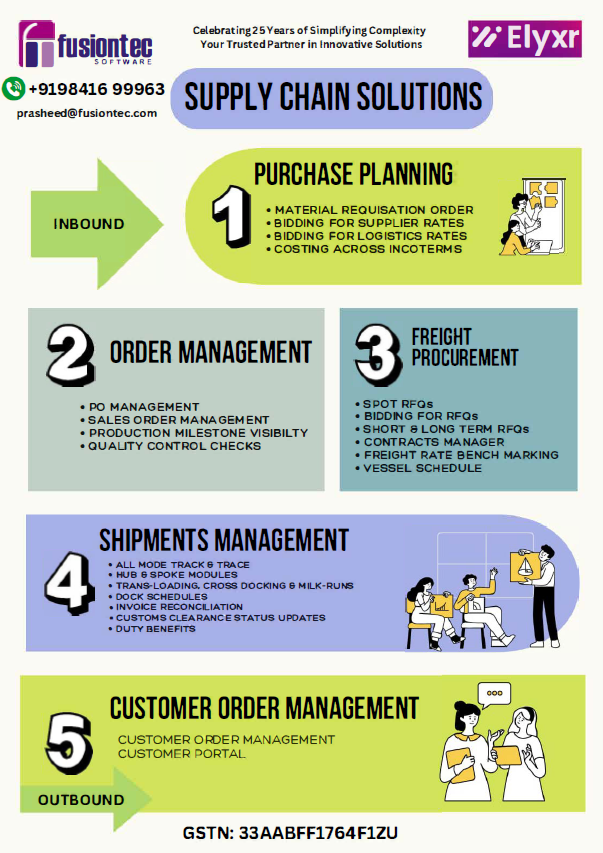 fusiontec
SOFTWARE
Celebrating 25 Years of Simplifying Complexity
Your Trusted Partner in Innovative Solutions
Elyxr
+9198416 99963
prasheed@fusiontec.com
SUPPLY CHAIN SOLUTIONS
INBOUND
1
PURCHASE PLANNING
• MATERIAL REQUISATION ORDER
• BIDDING FOR SUPPLIER RATES
• BIDDING FOR LOGISTICS RATES
• COSTING ACROSS INCOTERMS
2
ORDER MANAGEMENT
• PO MANAGEMENT
• SALES ORDER MANAGEMENT
• PRODUCTION MILESTONE VISIBILTY
• QUALITY CONTROL CHECKS
3
FREIGHT
PROCUREMENT
• SPOT RFQs
• BIDDING FOR RFQs
• SHORT & LONG TERM RFQs
• CONTRACTS MANAGER
• FREIGHT RATE BENCH MARKING
• VESSEL SCHEDULE
4
SHIPMENTS MANAGEMENT
• ALL MODE TRACK & TRACE
• HUB & SPOKE MODULES
• TRANS-LOADING, CROSS DOCKING & MILK-RUNS
• DOCK SCHEDULES
• INVOICE RECONCILIATION
• CUSTOMS CLEARANCE STATUS UPDATES
• DUTY BENEFITS
5
CUSTOMER ORDER MANAGEMENT
CUSTOMER ORDER MANAGEMENT
CUSTOMER PORTAL
OUTBOUND
GSTN: 33AABFF1764F1ZU